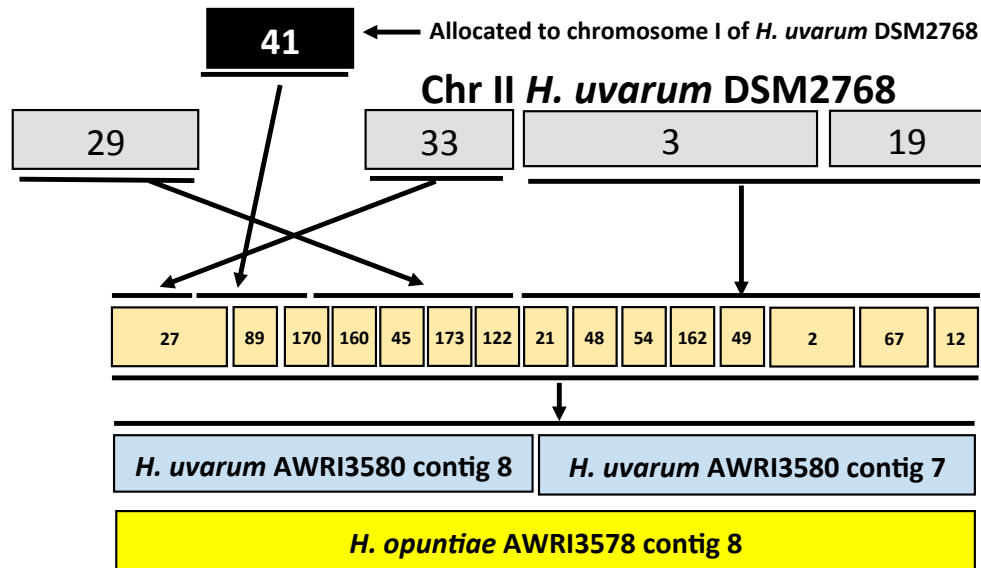 41
Allocated to chromosome I of H. uvarum DSM2768
Chr II H. uvarum DSM2768
29 33 3 19
27 89 170 160 45 173 122 21 48 54 162 49 2 67 12
H. uvarum AWRI3580 contig 8 H. uvarum AWRI3580 contig 7
H. opuntiae AWRI3578 contig 8